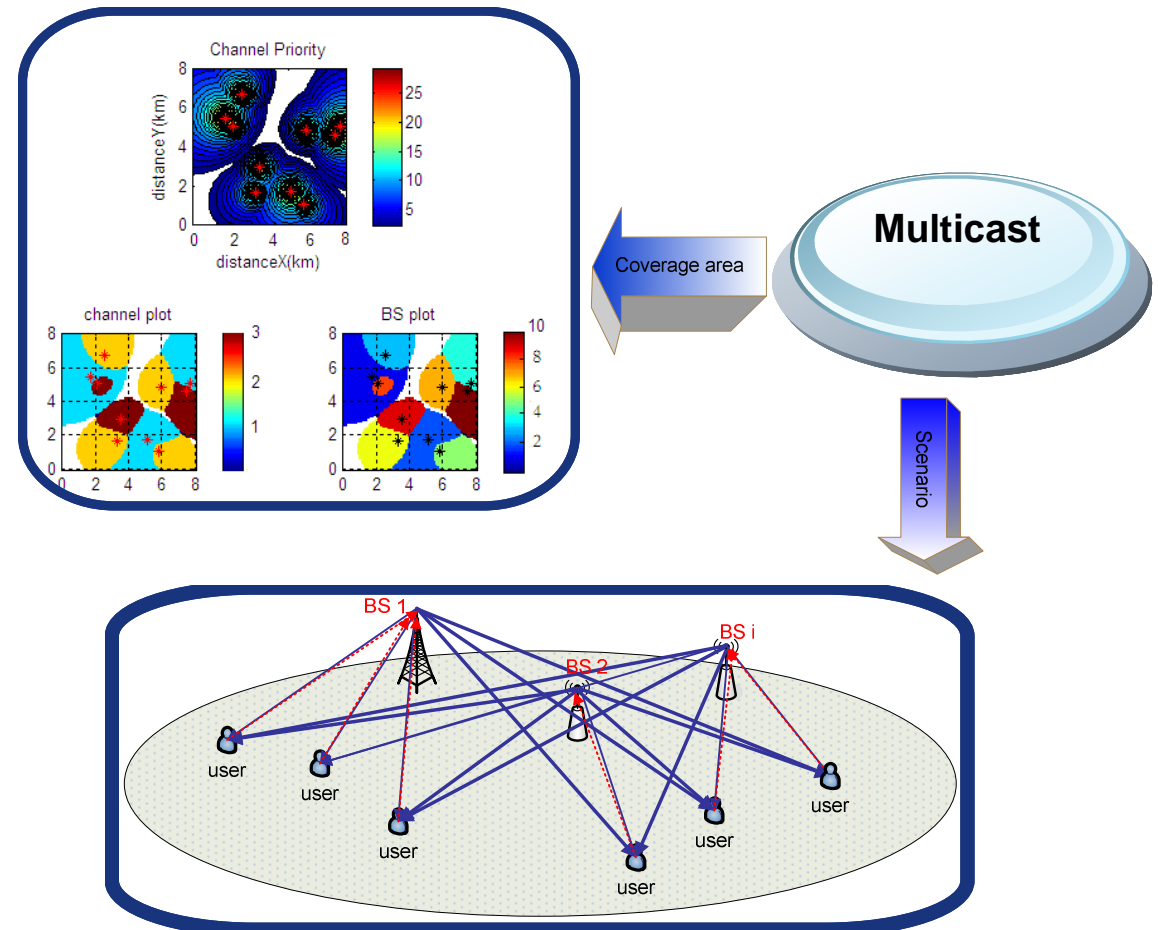 Channel Priority
8
6
4
2
0
distanceY(km)
0 2 4 6 8
distanceX(km)
25
20
15
10
5
Multicast
Coverage area
channel plot
8
6
4
2
0
0 2 4 6 8
3
2
1
BS plot
8
6
4
2
0
0 2 4 6 8
10
8
6
4
2
Scenario
BS 1
BS 2
BS i
user
user
user
user
user
user